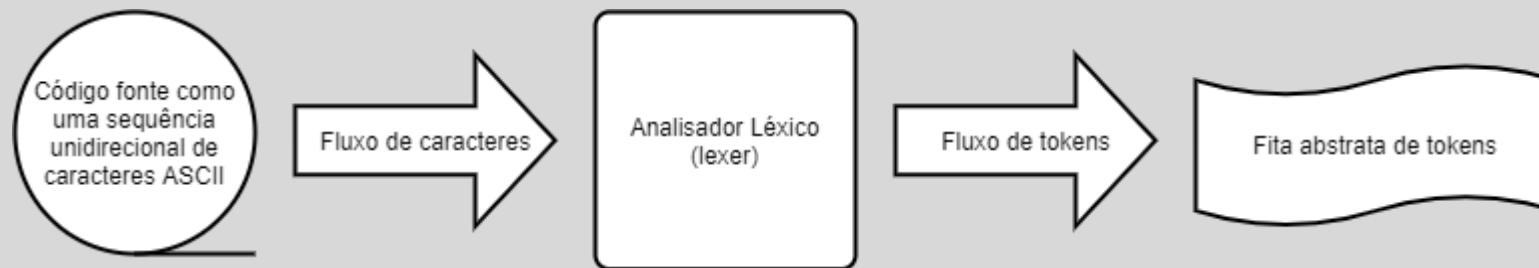 Código fonte como
uma sequência
unidirecional de
caracteres ASCII
Fluxo de caracteres
Analisador Léxico
(lexer)
Fluxo de tokens
Fita abstrata de tokens